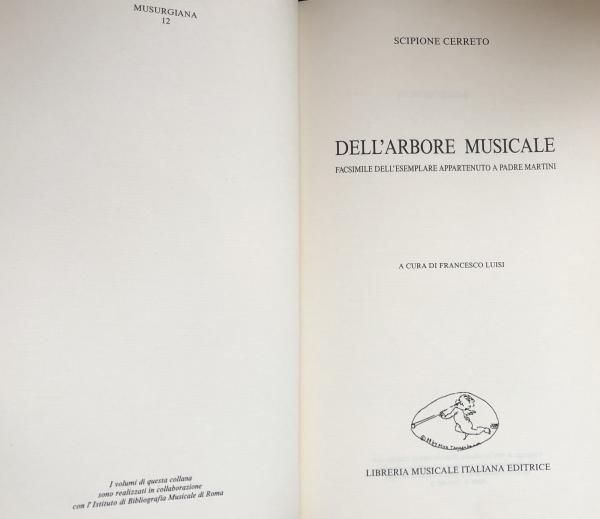 MUSURGIANA
12
I volumi di questa collana
sono realizzati in collaborazione
con l'Istituto di Bibliografia Musicale di Roma
SCIPIONE CERRETO
DELL'ARBORE MUSICALE
FACSIMILE DELL'ESEMPLARE APPARTENUTO A PADRE MARTINI
A CURA DI FRANCESCO LUISI
LIBRERIA MUSICALE ITALIANA EDITRICE